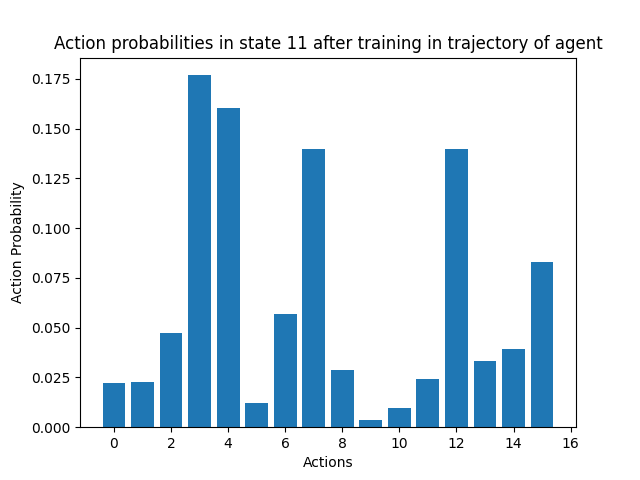 Action probabilities in state 11 after training in trajectory of agent
0.175
0.150
0.125
0.100
0.075
0.050
0.025
0.000
Action Probability
0 2 4 6 8 10 12 14 16
Actions